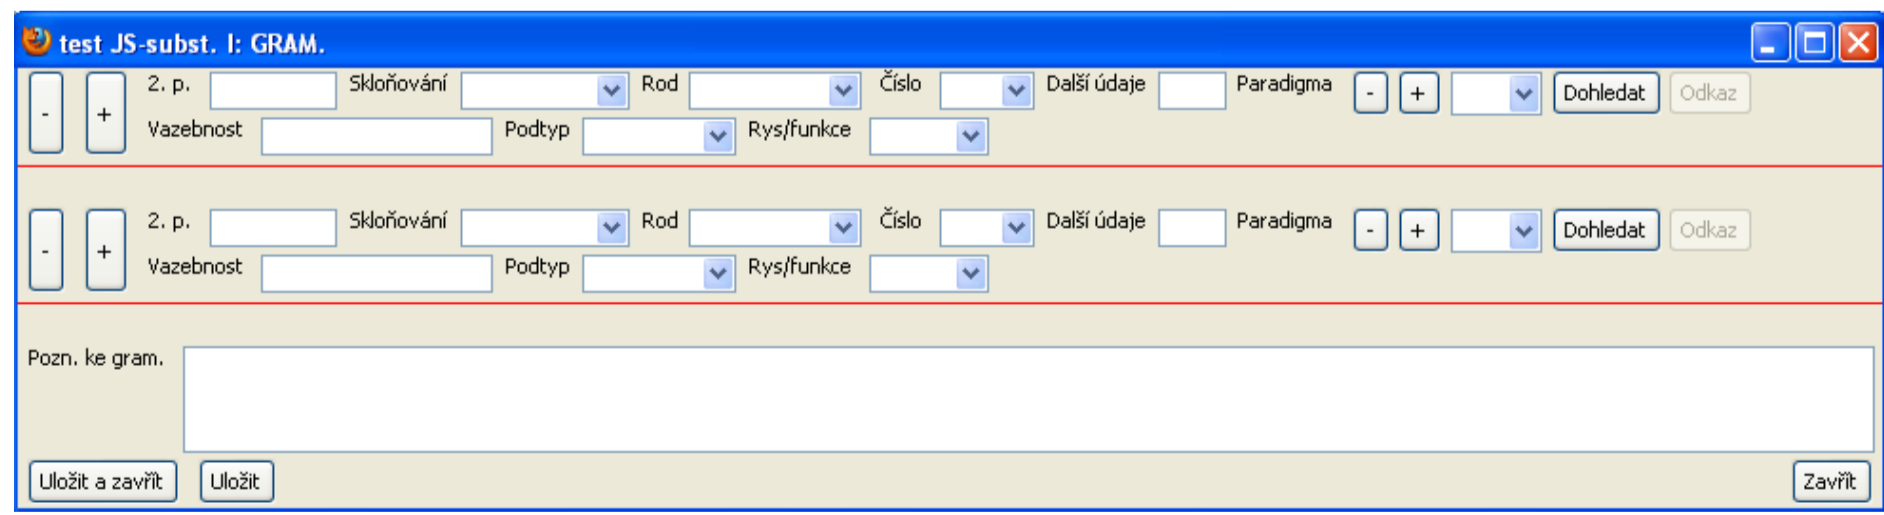 test JS-subst. I: GRAM.
- + 2. p. Skloňování Rod Číslo Další údaje Paradigma - + Dohledat Odkaz
Vazebnost Podtyp Rys/funkce
- + 2. p. Skloňování Rod Číslo Další údaje Paradigma - + Dohledat Odkaz
Vazebnost Podtyp Rys/funkce
Pozn. ke gram.
Uložit a zavřít Uložit Zavřít